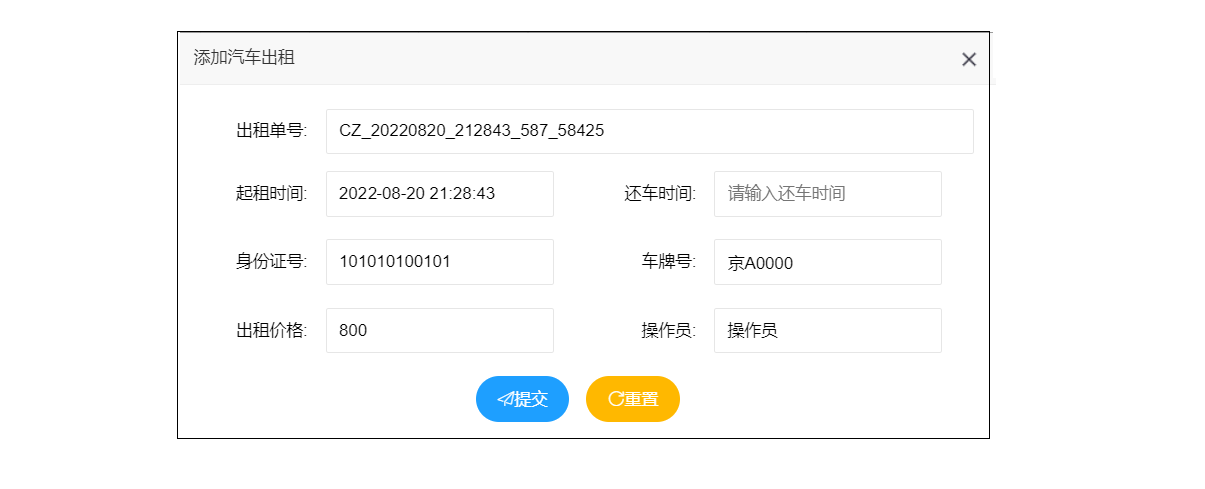 添加汽车出租
出租单号: CZ_20220820_212843_587_58425
起租时间: 2022-08-20 21:28:43 还车时间: 请输入还车时间
身份证号: 101010100101 车牌号: 京A0000
出租价格: 800 操作员: 操作员
提交 重置